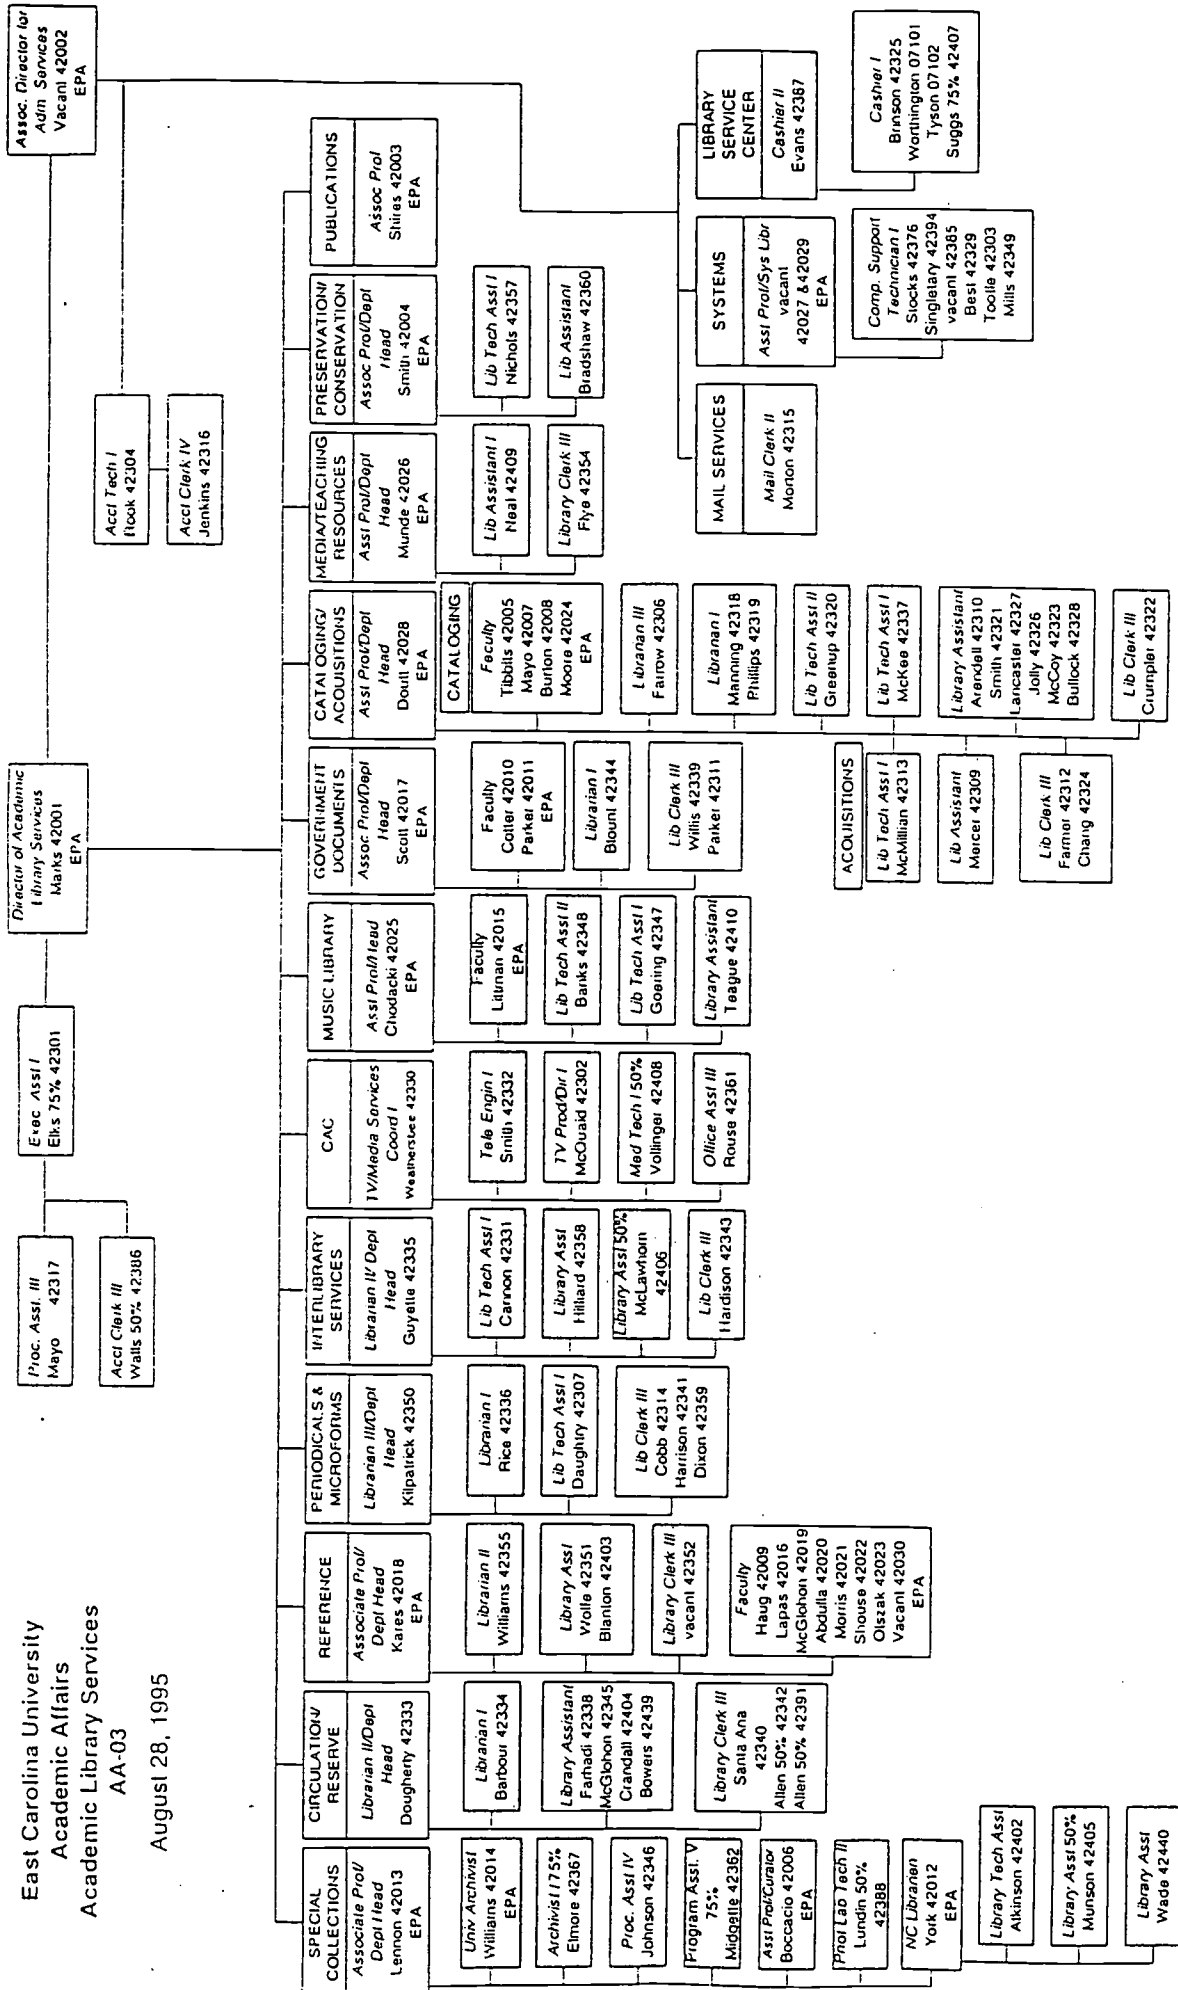 East Carolina University
Academic Affairs
Academic Library Services
AA-03
August 28, 1995
Proc. Asst. III
Mayo 42317
Acct Clerk III
Walls 50% 42386
Exec Asst I
Elks 75% 42301
Director of Academic
Library Services
Marks 42001
EPA
Assoc. Director for
Adm Services
Vacant 42002
EPA
Acct Tech I
Rook 42304
Acct Clerk IV
Jenkins 42316
SPECIAL
COLLECTIONS
Associate Prof/
Dept Head
Lennon 42013
EPA
Univ Archivist
Williams 42014
EPA
Archivist I 75%
Elmore 42367
Proc. Asst IV
Johnson 42346
Program Asst. V
75%
Midgette 42362
Asst Prof/Curator
Boccacio 42006
EPA
Phot Lab Tech II
Lundin 50%
42388
NC Librarian
York 42012
EPA
Library Tech Asst
Atkinson 42402
Library Asst 50%
Munson 42405
Library Asst
Wade 42440
CIRCULATION/
RESERVE
Librarian II/Dept
Head
Dougherty 42333
Librarian I
Barbour 42334
Library Assistant
Farhadi 42338
McGlohon 42345
Crandall 42404
Bowers 42439
Library Clerk III
Santa Ana
42340
Allen 50% 42342
Allen 50% 42391
REFERENCE
Associate Prof/
Dept Head
Kares 42018
EPA
Librarian II
Williams 42355
Library Asst
Wolfe 42351
Blanton 42403
Library Clerk III
vacant 42352
Faculty
Haug 42009
Lapas 42016
McGlohon 42019
Abdulla 42020
Morris 42021
Shouse 42022
Olszak 42023
Vacant 42030
EPA
PERIODICALS &
MICROFORMS
Librarian III/Dept
Head
Kilpatrick 42350
Librarian I
Rice 42336
Lib Tech Asst I
Daughtry 42307
Lib Clerk III
Cobb 42314
Harrison 42341
Dixon 42359
INTERLIBRARY
SERVICES
Librarian IV Dept
Head
Guyette 42335
Lib Tech Asst I
Cannon 42331
Library Asst
Hilliard 42358
Library Asst 50%
McLawhorn
42406
Lib Clerk III
Hardison 42343
CAC
TV/Media Services
Coord I
Weatherstee 42330
Tele Engin I
Smith 42332
TV Prod/Dir I
McQuaid 42302
Med Tech I 50%
Vollinger 42408
Office Asst III
Rouse 42361
MUSIC LIBRARY
Asst Prof/Head
Chodacki 42025
EPA
Faculty
Littman 42015
EPA
Lib Tech Asst II
Banks 42348
Lib Tech Asst I
Goering 42347
Library Assistant
Teague 42410
GOVERNMENT
DOCUMENTS
Assoc Prof/Dept
Head
Scott 42017
EPA
Faculty
Cotter 42010
Parker 42011
EPA
Librarian I
Blount 42344
Lib Clerk III
Willis 42339
Parker 42311
CATALOGING/
ACQUISITIONS
Asst Prof/Dept
Head
Doull 42028
EPA
CATALOGING
Faculty
Tibbits 42005
Mayo 42007
Burton 42008
Moore 42024
EPA
Librarian III
Farrow 42306
Librarian I
Manning 42318
Phillips 42319
Lib Tech Asst II
Greenup 42320
Lib Tech Asst I
McKee 42337
Library Assistant
Arendell 42310
Smith 42321
Lancaster 42327
Jolly 42326
McCoy 42323
Bullock 42328
Lib Clerk III
Crumpler 42322
ACQUISITIONS
Lib Tech Asst I
McMillian 42313
Lib Assistant
Mercer 42309
Lib Clerk III
Farmer 42312
Chang 42324
MEDIA/TEACHING
RESOURCES
Asst Prof/Dept
Head
Munde 42026
EPA
Lib Assistant I
Neal 42409
Library Clerk III
Flye 42354
PRESERVATION/
CONSERVATION
Assoc Prof/Dept
Head
Smith 42004
EPA
Lib Tech Asst I
Nichols 42357
Lib Assistant
Bradshaw 42360
PUBLICATIONS
Assoc Prof
Shires 42003
EPA
MAIL SERVICES
Mail Clerk II
Morton 42315
SYSTEMS
Asst Prof/Sys Libr
vacant
42027 & 42029
EPA
Comp. Support
Technician I
Stocks 42376
Singletary 42394
vacant 42385
Best 42329
Toolie 42303
Mills 42349
LIBRARY
SERVICE
CENTER
Cashier II
Evans 42387
Cashier I
Brinson 42325
Worthington 07101
Tyson 07102
Suggs 75% 42407